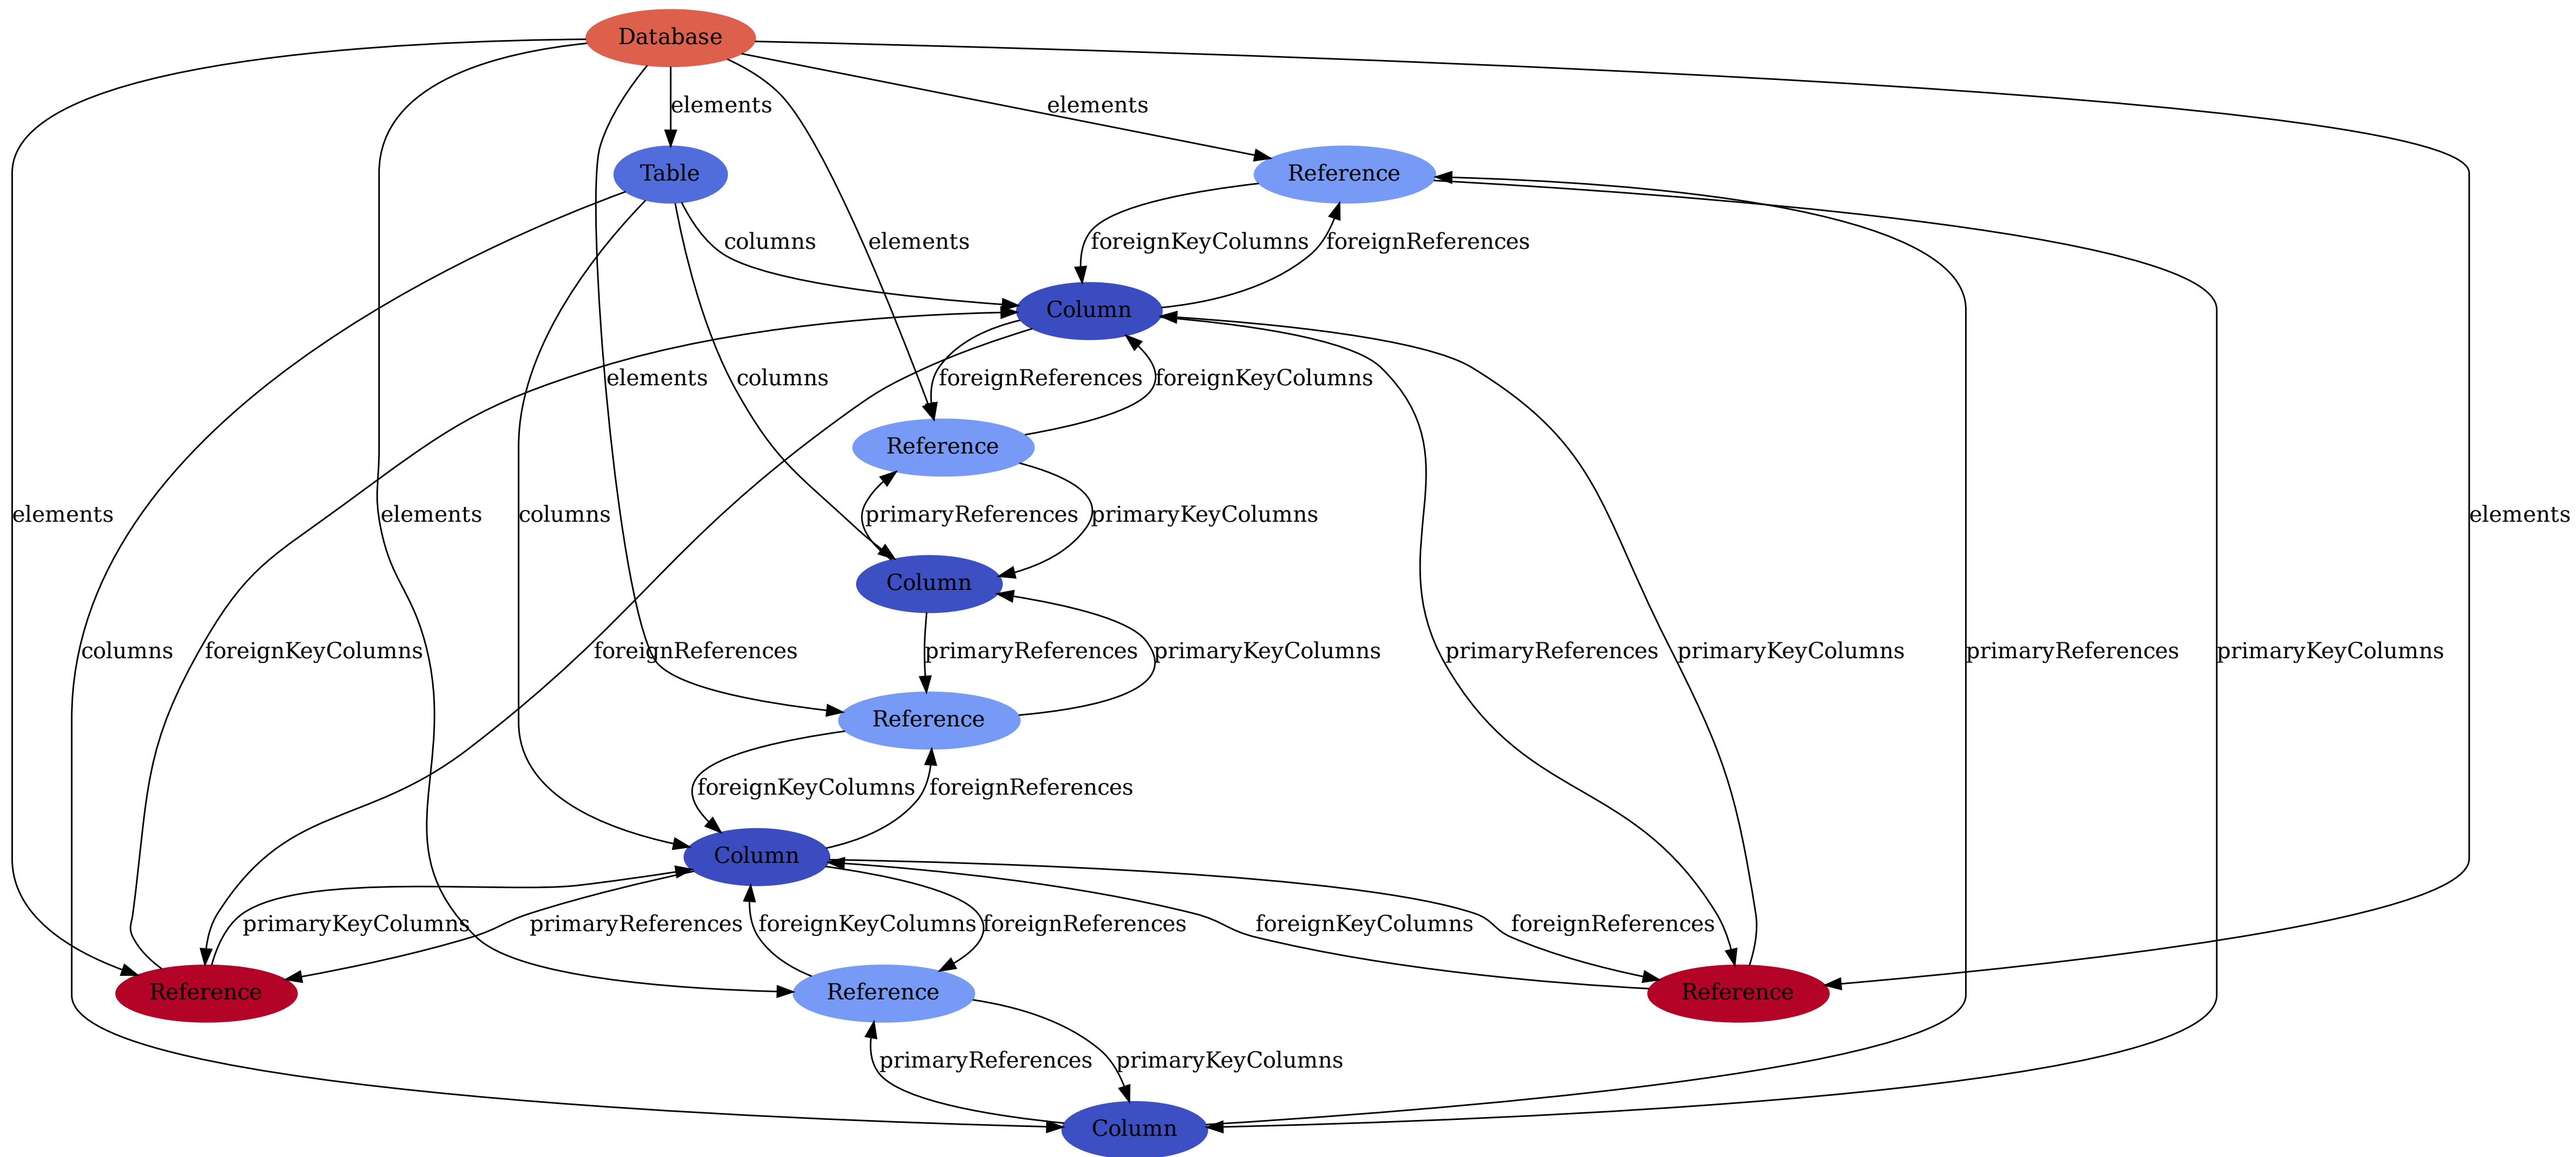 Database
elements
elements
Table
Reference
columns
elements
foreignKeyColumns
foreignReferences
Column
elements
columns
foreignReferences
foreignKeyColumns
Reference
elements
elements
columns
primaryReferences
primaryKeyColumns
elements
Column
columns
foreignKeyColumns
foreignReferences
primaryReferences
primaryKeyColumns
primaryReferences
primaryKeyColumns
primaryReferences
primaryKeyColumns
Reference
foreignKeyColumns
foreignReferences
Column
primaryKeyColumns
primaryReferences
foreignKeyColumns
foreignReferences
foreignKeyColumns
foreignReferences
Reference
Reference
Reference
primaryReferences
primaryKeyColumns
Column